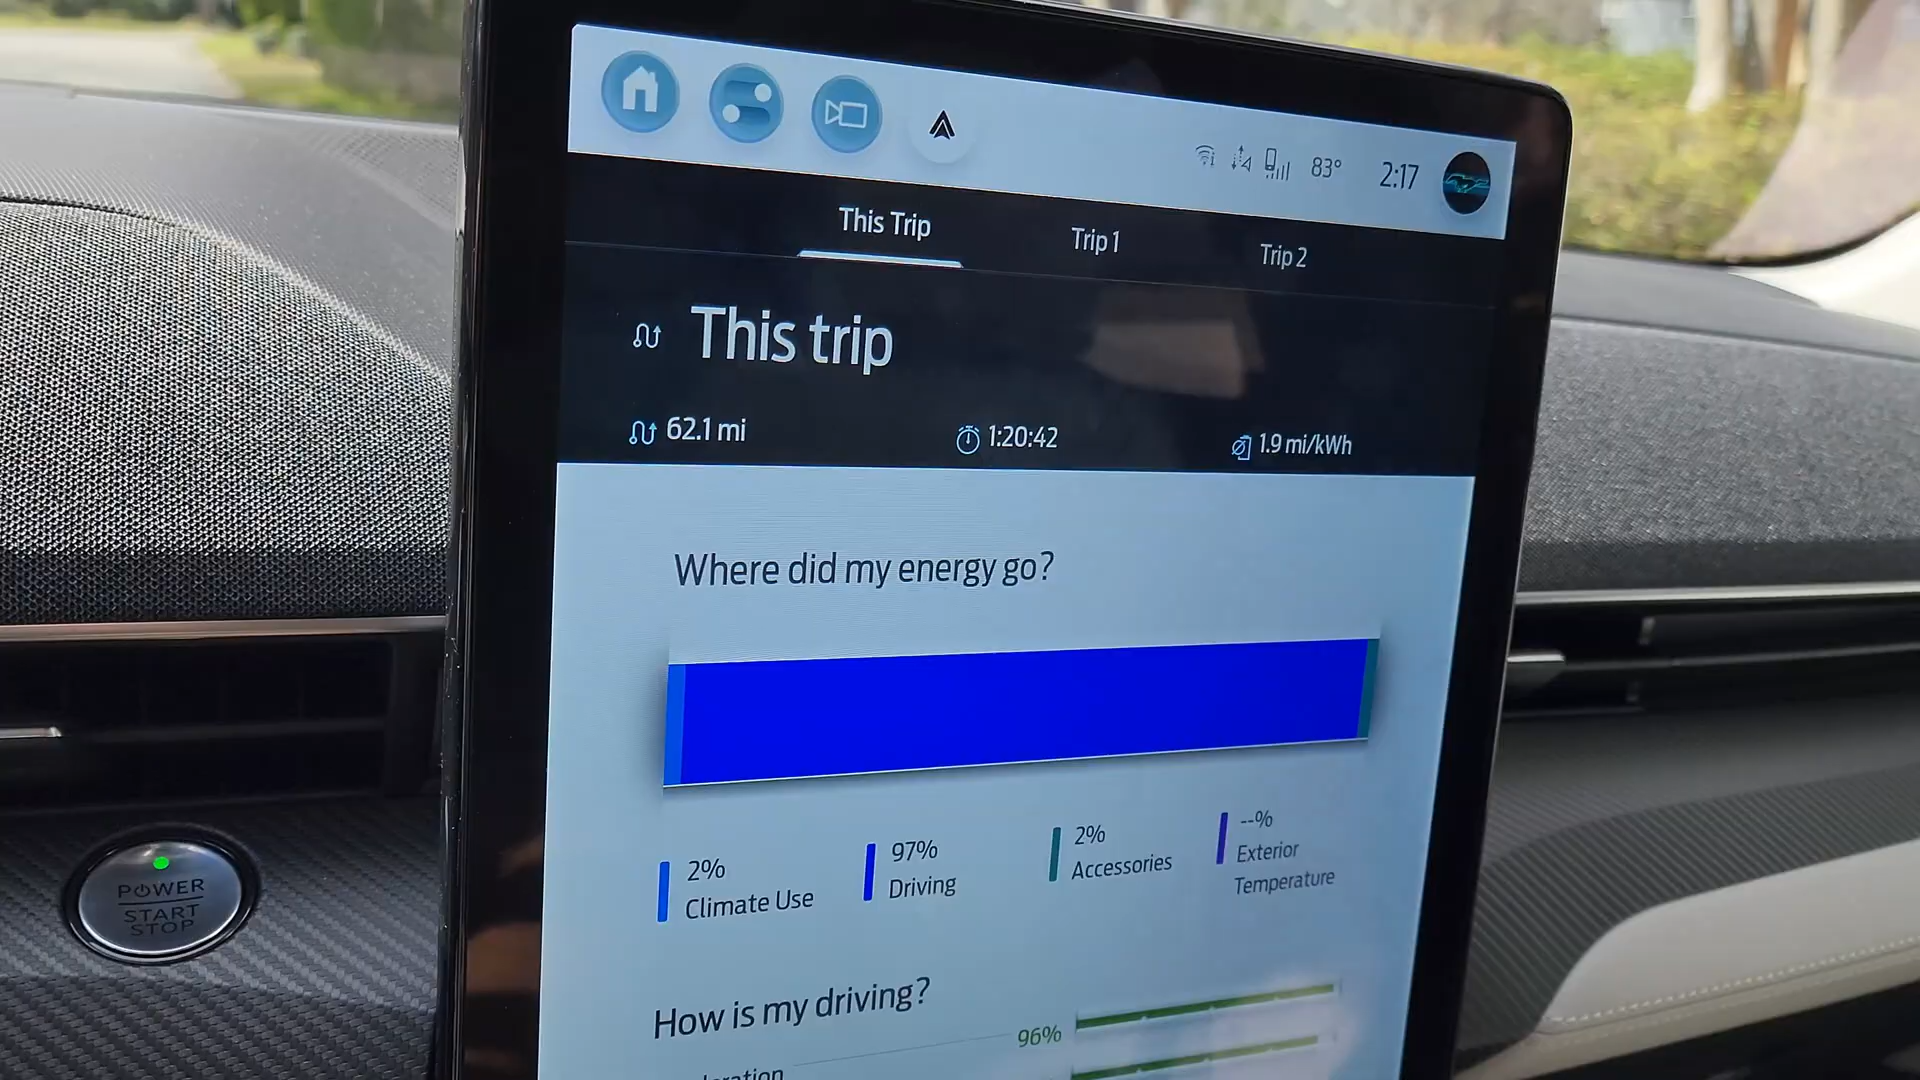 83° 2:17
This Trip Trip 1 Trip 2
This trip
62.1 mi 1:20:42 1.9 mi/kWh
Where did my energy go?
2% Climate Use
97% Driving
2% Accessories
--% Exterior Temperature
How is my driving?
96%
POWER
START
STOP